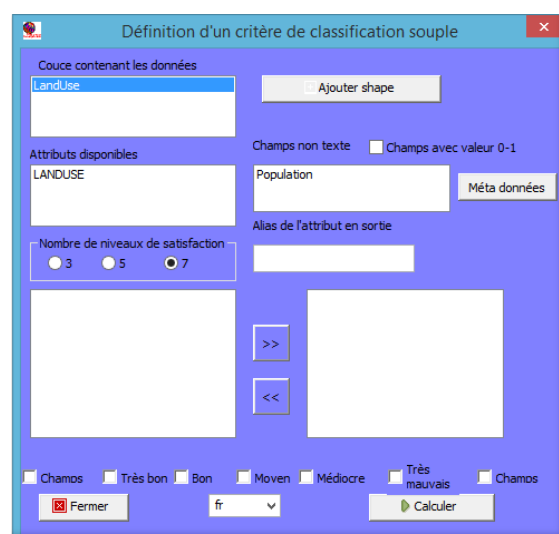 Définition d'un critère de classification souple
Couce contenant les données
LandUse
Ajouter shape
Attributs disponibles
LANDUSE
Champs non texte
Champs avec valeur 0-1
Population
Méta données
Alias de l'attribut en sortie
Nombre de niveaux de satisfaction
3 5 7
>>
<<
Champs Très bon Bon Moyen Médiocre Très mauvais Champs
Fermer
fr
Calculer